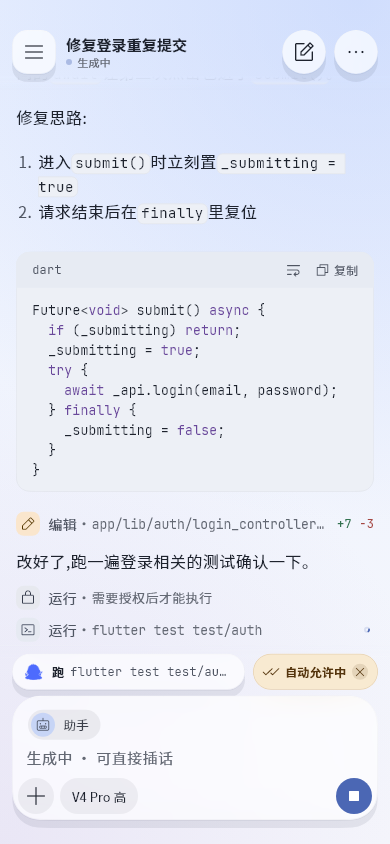 修复登录重复提交
生成中
修复思路:
1. 进入 submit() 时立刻置 _submitting =
true
2. 请求结束后在 finally 里复位
dart 复制
Future<void> submit() async {
  if (_submitting) return;
  _submitting = true;
  try {
    await _api.login(email, password);
  } finally {
    _submitting = false;
  }
}
编辑 · app/lib/auth/login_controller… +7 -3
改好了,跑一遍登录相关的测试确认一下。
运行 · 需要授权后才能执行
运行 · flutter test test/auth
跑 flutter test test/au… 自动允许中
助手
生成中 · 可直接插话
V4 Pro 高